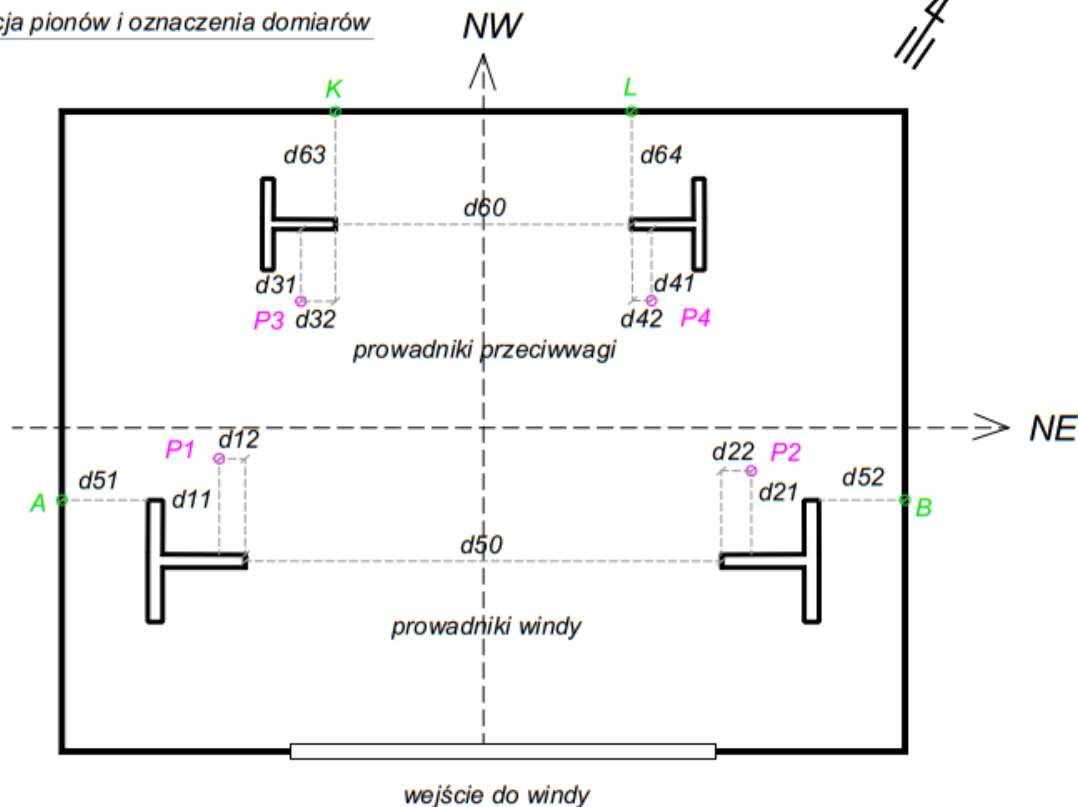 cja pionów i oznaczenia domiarów
NW
K
L
d63
d64
d60
d31
d41
P3
d32
d42
P4
prowadniki przeciwwagi
NE
P1
d12
d22
P2
d51
d11
d21
d52
A
B
d50
prowadniki windy
wejście do windy